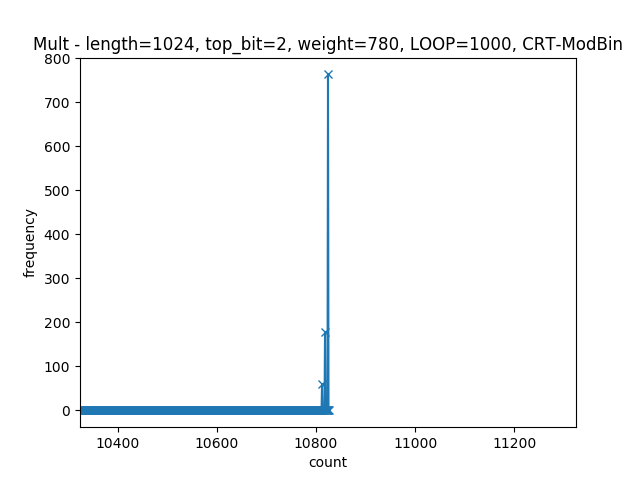 Mult - length=1024, top_bit=2, weight=780, LOOP=1000, CRT-ModBin
800
700
600
500
400
300
200
100
0
frequency
10400 10600 10800 11000 11200
count